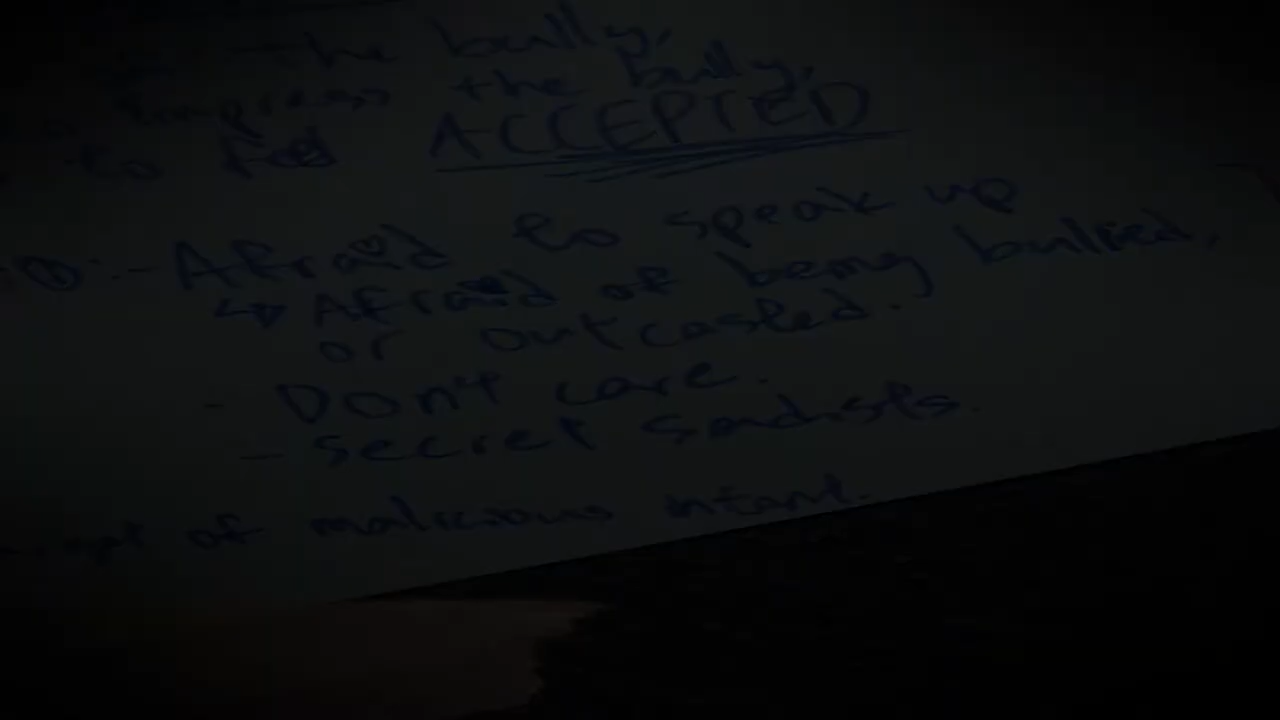 the bully,
impress the bully,
to feel ACCEPTED
:- Afraid to speak up
↳ Afraid of being bullied,
or outcasted.
- Don't care.
- Secret Sadists.
of malicious intent.